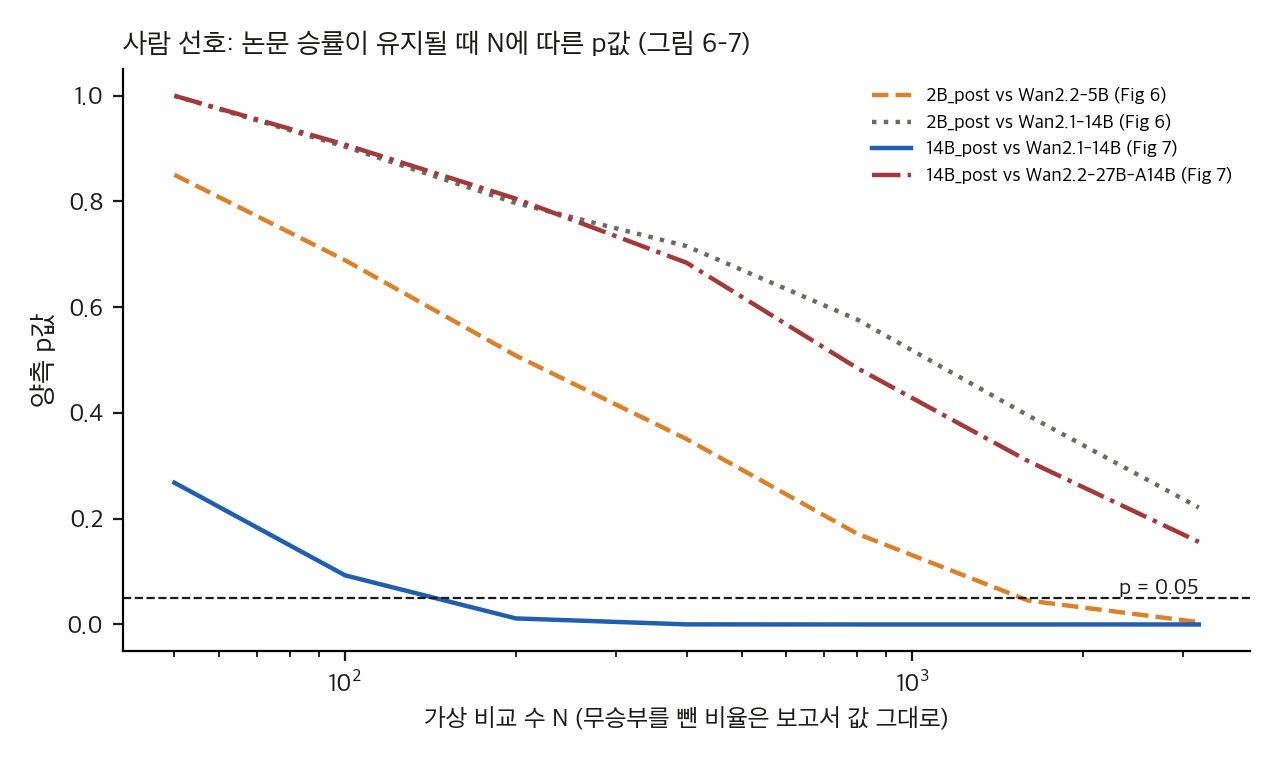 사람 선호: 논문 승률이 유지될 때 N에 따른 p값 (그림 6-7)
2B_post vs Wan2.2-5B (Fig 6)
2B_post vs Wan2.1-14B (Fig 6)
14B_post vs Wan2.1-14B (Fig 7)
14B_post vs Wan2.2-27B-A14B (Fig 7)
양측 p값
1.0
0.8
0.6
0.4
0.2
0.0
p = 0.05
10²
10³
가상 비교 수 N (무승부를 뺀 비율은 보고서 값 그대로)